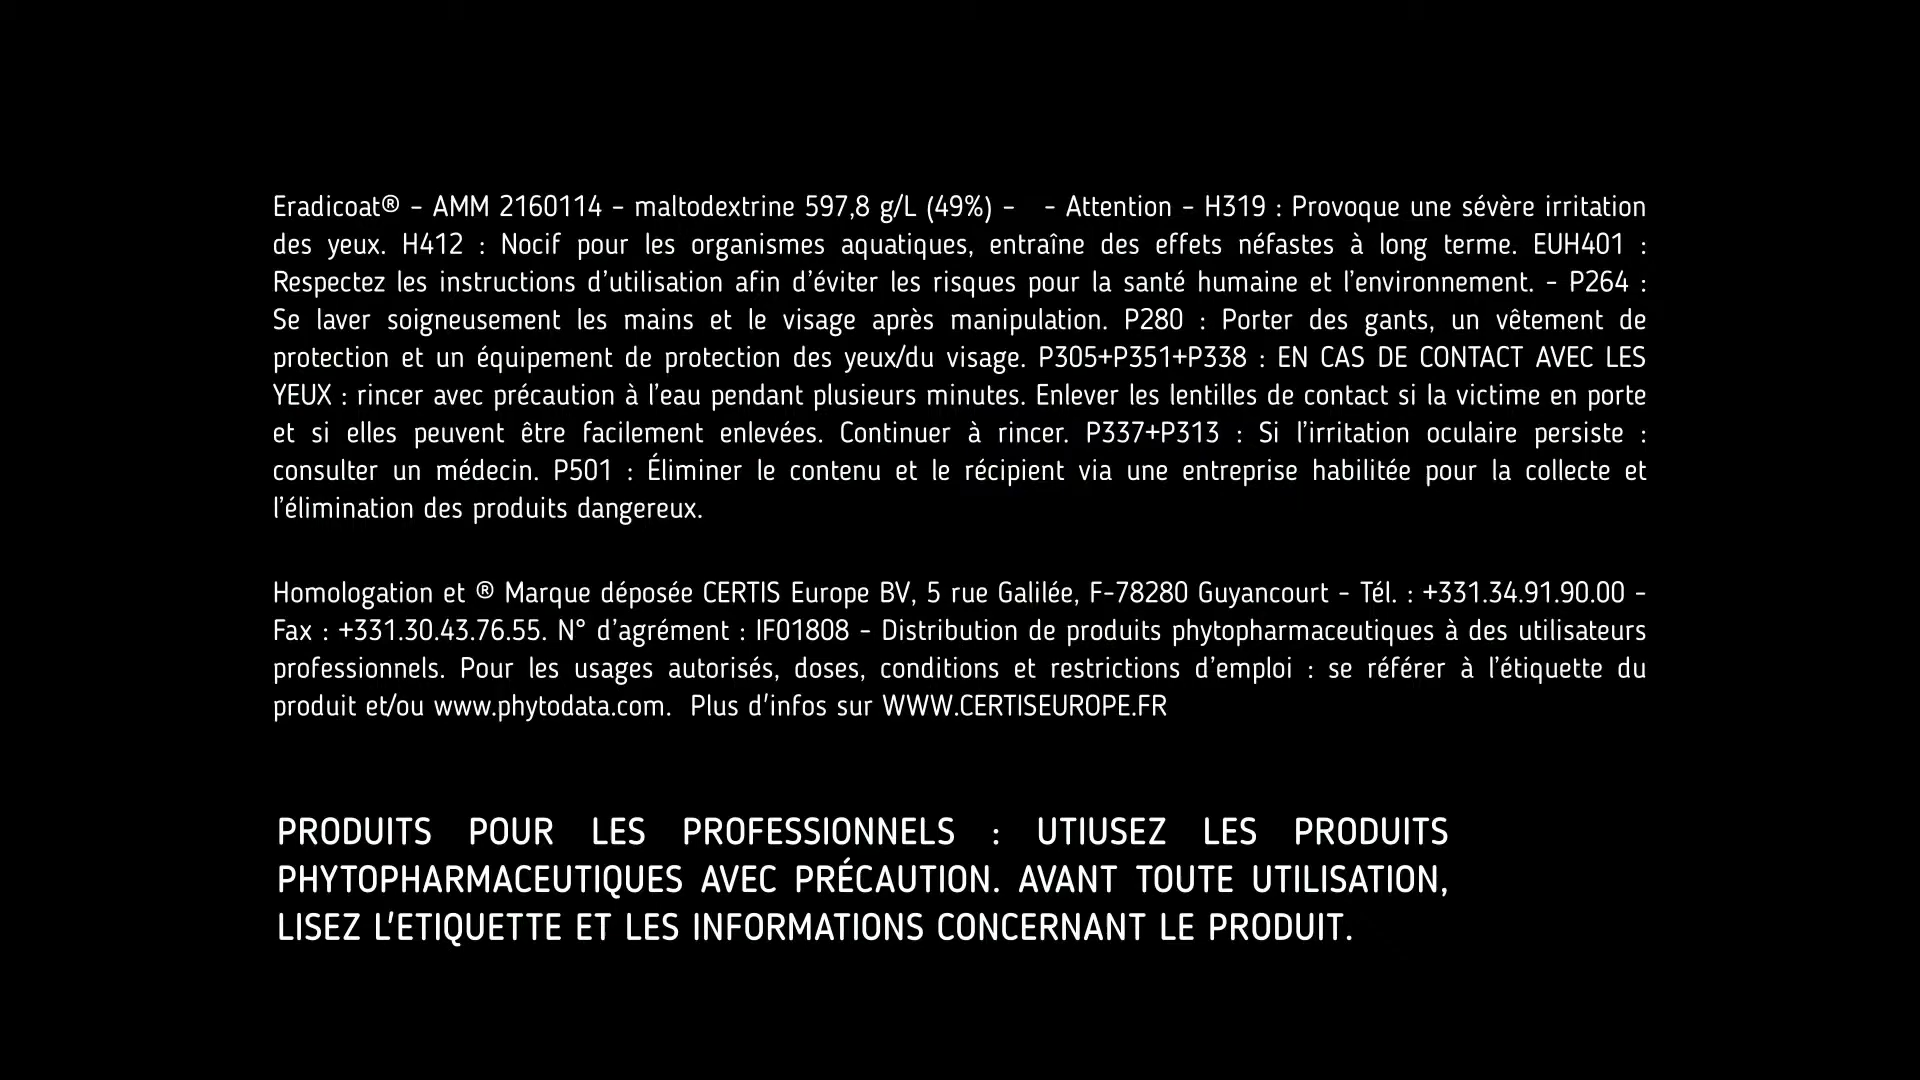 Eradicoat® – AMM 2160114 – maltodextrine 597,8 g/L (49%) –   - Attention – H319 : Provoque une sévère irritation
des yeux. H412 : Nocif pour les organismes aquatiques, entraîne des effets néfastes à long terme. EUH401 :
Respectez les instructions d’utilisation afin d’éviter les risques pour la santé humaine et l’environnement. - P264 :
Se laver soigneusement les mains et le visage après manipulation. P280 : Porter des gants, un vêtement de
protection et un équipement de protection des yeux/du visage. P305+P351+P338 : EN CAS DE CONTACT AVEC LES
YEUX : rincer avec précaution à l’eau pendant plusieurs minutes. Enlever les lentilles de contact si la victime en porte
et si elles peuvent être facilement enlevées. Continuer à rincer. P337+P313 : Si l’irritation oculaire persiste :
consulter un médecin. P501 : Éliminer le contenu et le récipient via une entreprise habilitée pour la collecte et
l’élimination des produits dangereux.
Homologation et ® Marque déposée CERTIS Europe BV, 5 rue Galilée, F-78280 Guyancourt - Tél. : +331.34.91.90.00 -
Fax : +331.30.43.76.55. N° d’agrément : IF01808 - Distribution de produits phytopharmaceutiques à des utilisateurs
professionnels. Pour les usages autorisés, doses, conditions et restrictions d’emploi : se référer à l’étiquette du
produit et/ou www.phytodata.com.  Plus d'infos sur WWW.CERTISEUROPE.FR
PRODUITS POUR LES PROFESSIONNELS : UTIUSEZ LES PRODUITS
PHYTOPHARMACEUTIQUES AVEC PRÉCAUTION. AVANT TOUTE UTILISATION,
LISEZ L'ETIQUETTE ET LES INFORMATIONS CONCERNANT LE PRODUIT.